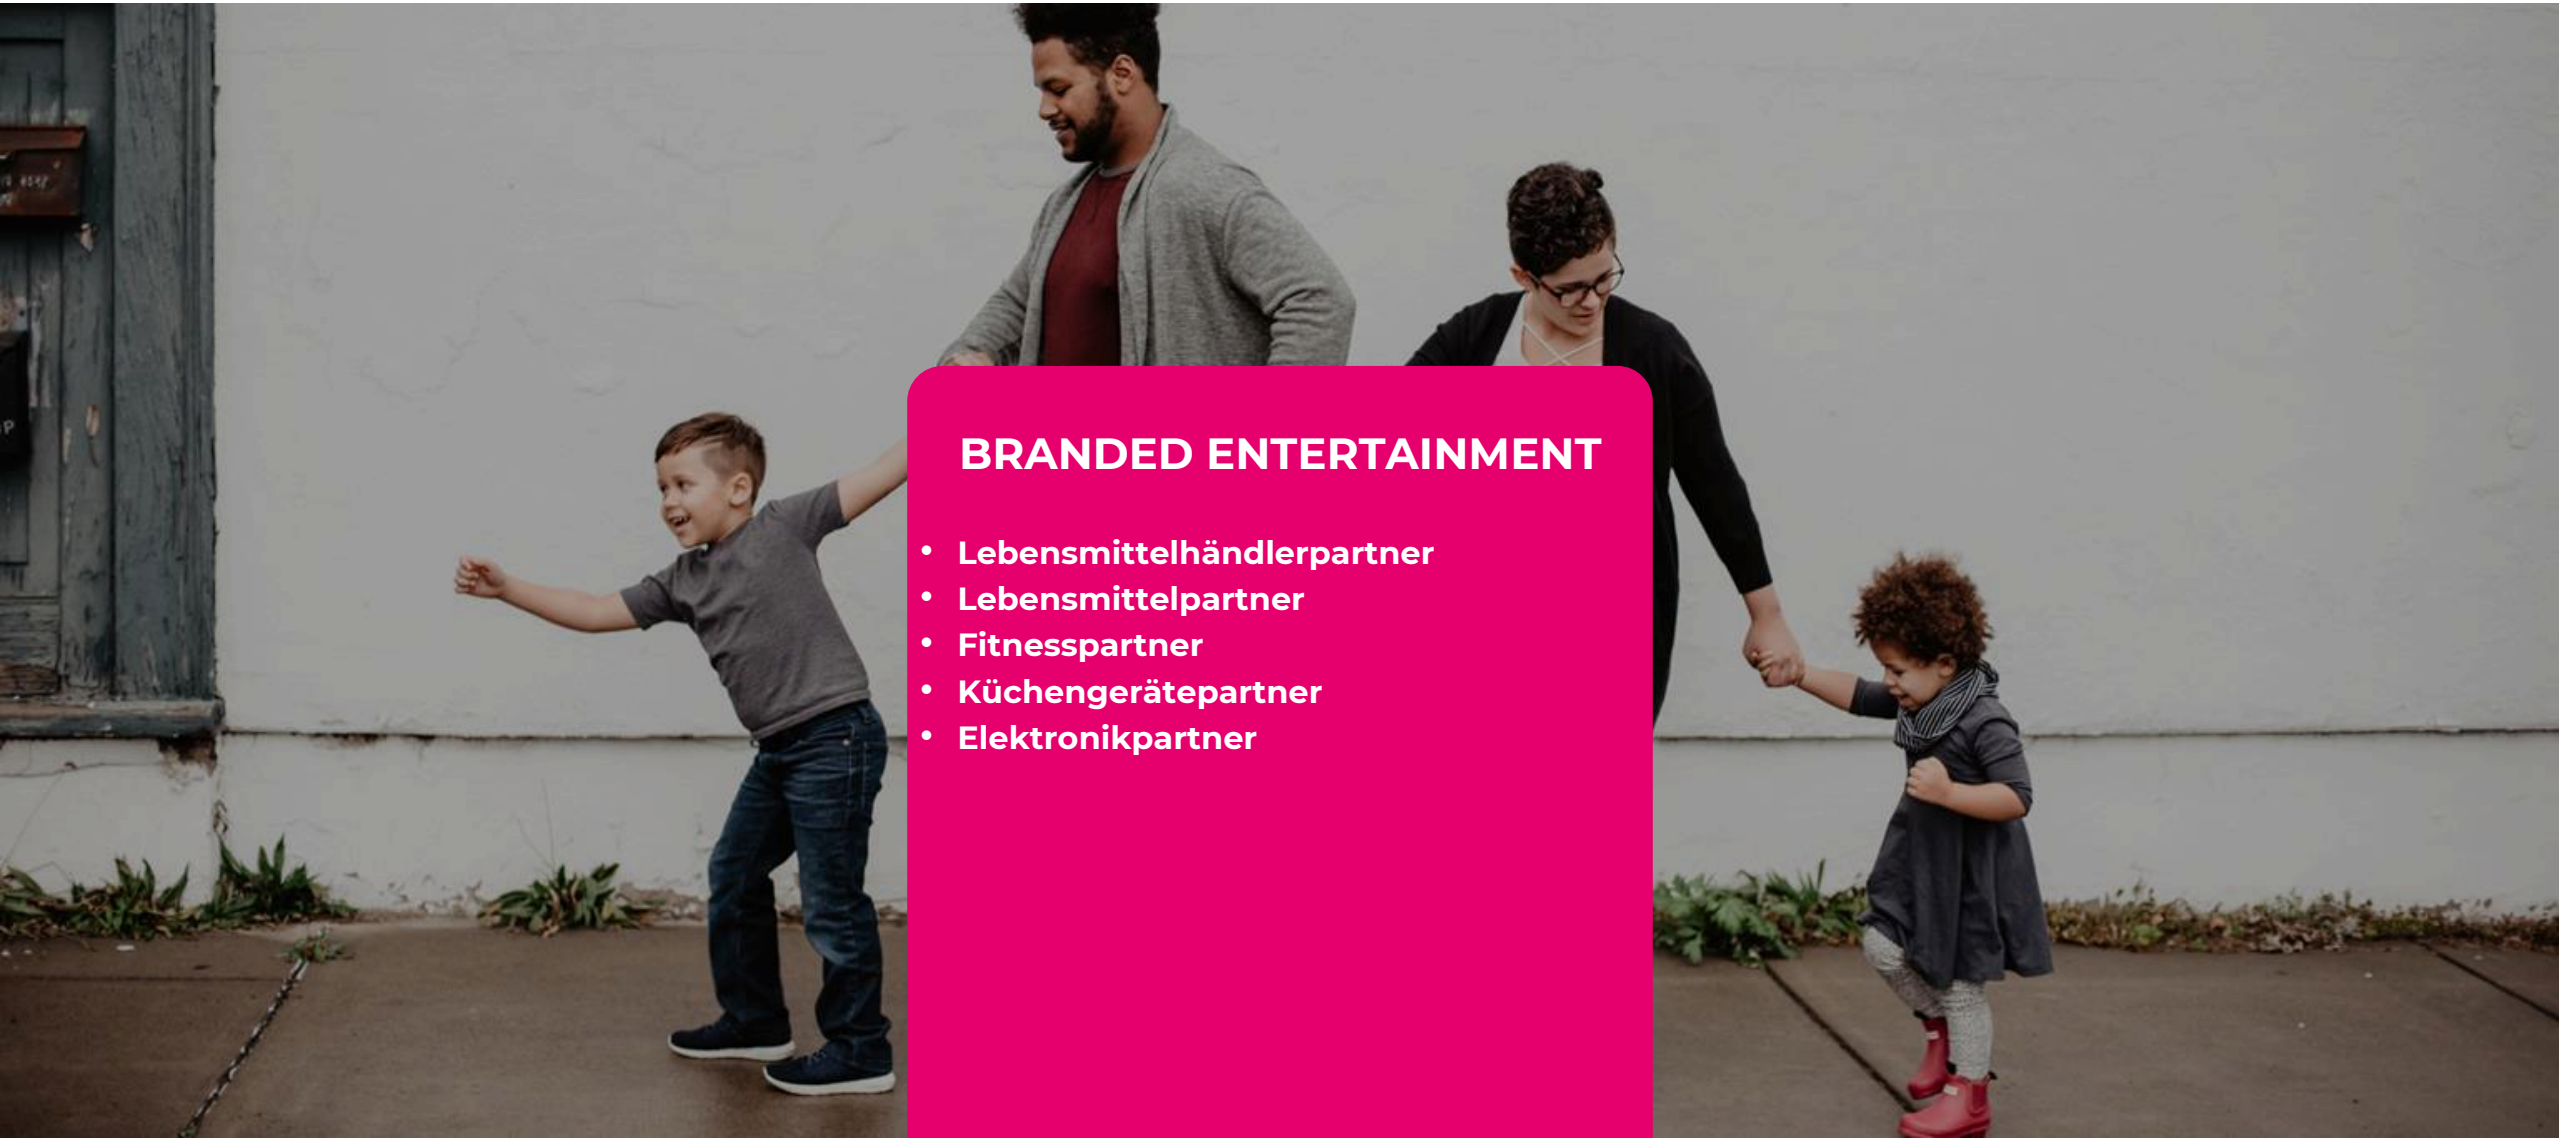 BRANDED ENTERTAINMENT
• Lebensmittelhändlerpartner
• Lebensmittelpartner
• Fitnesspartner
• Küchengerätepartner
• Elektronikpartner